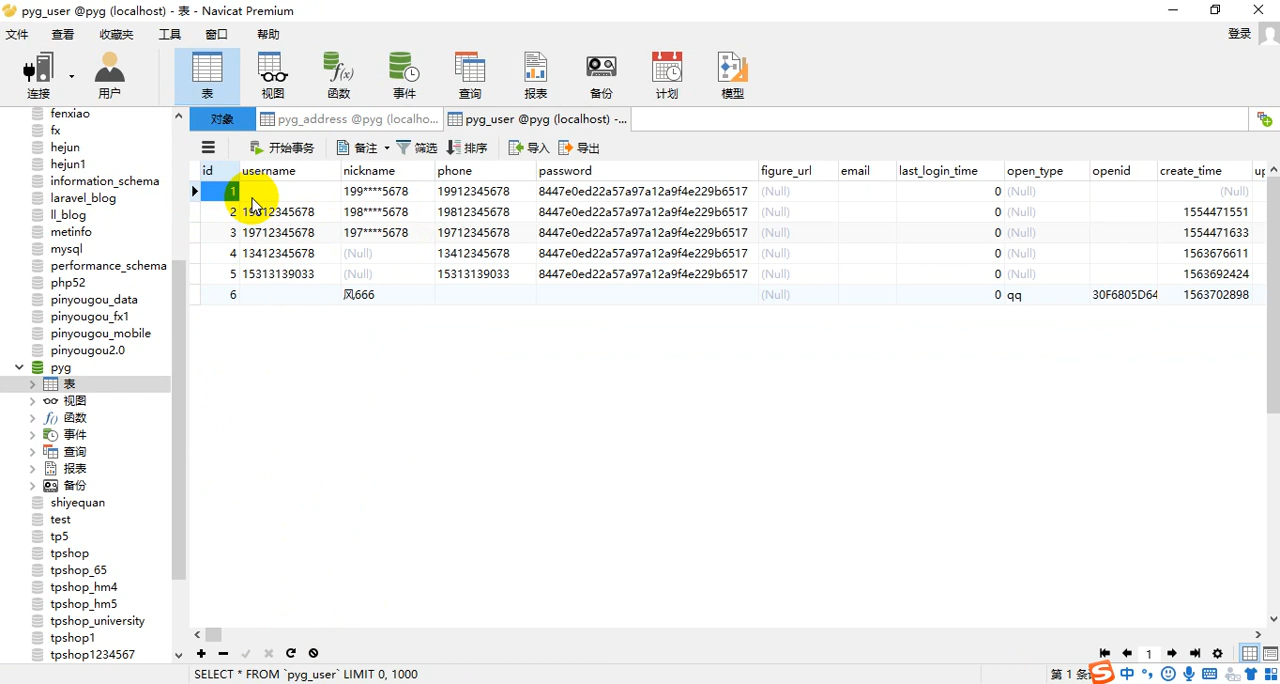 pyg_user @pyg (localhost) - 表 - Navicat Premium
文件 查看 收藏夹 工具 窗口 帮助 登录
连接 用户 表 视图 函数 事件 查询 报表 备份 计划 模型
对象 pyg_address @pyg (localho... pyg_user @pyg (localhost) -...
开始事务 备注 筛选 排序 导入 导出
fenxiao
fx
hejun
hejun1
information_schema
laravel_blog
ll_blog
metinfo
mysql
performance_schema
php52
pinyougou_data
pinyougou_fx1
pinyougou_mobile
pinyougou2.0
pyg
表
视图
函数
事件
查询
报表
备份
shiyequan
test
tp5
tpshop
tpshop_65
tpshop_hm4
tpshop_hm5
tpshop_university
tpshop1
tpshop1234567
id username nickname phone password figure_url email last_login_time open_type openid create_time up
1 199****5678 19912345678 8447e0ed22a57a97a12a9f4e229b6517 (Null) 0 (Null) (Null)
2 19812345678 198****5678 19812345678 8447e0ed22a57a97a12a9f4e229b6517 (Null) 0 (Null) 1554471551
3 19712345678 197****5678 19712345678 8447e0ed22a57a97a12a9f4e229b6517 (Null) 0 (Null) 1554471633
4 13412345678 (Null) 13412345678 8447e0ed22a57a97a12a9f4e229b6517 (Null) 0 (Null) 1563676611
5 15313139033 (Null) 15313139033 8447e0ed22a57a97a12a9f4e229b6517 (Null) 0 (Null) 1563692424
6 风666 (Null) 0 qq 30F6805D64 1563702898
1
SELECT * FROM `pyg_user` LIMIT 0, 1000 第 1 条
中